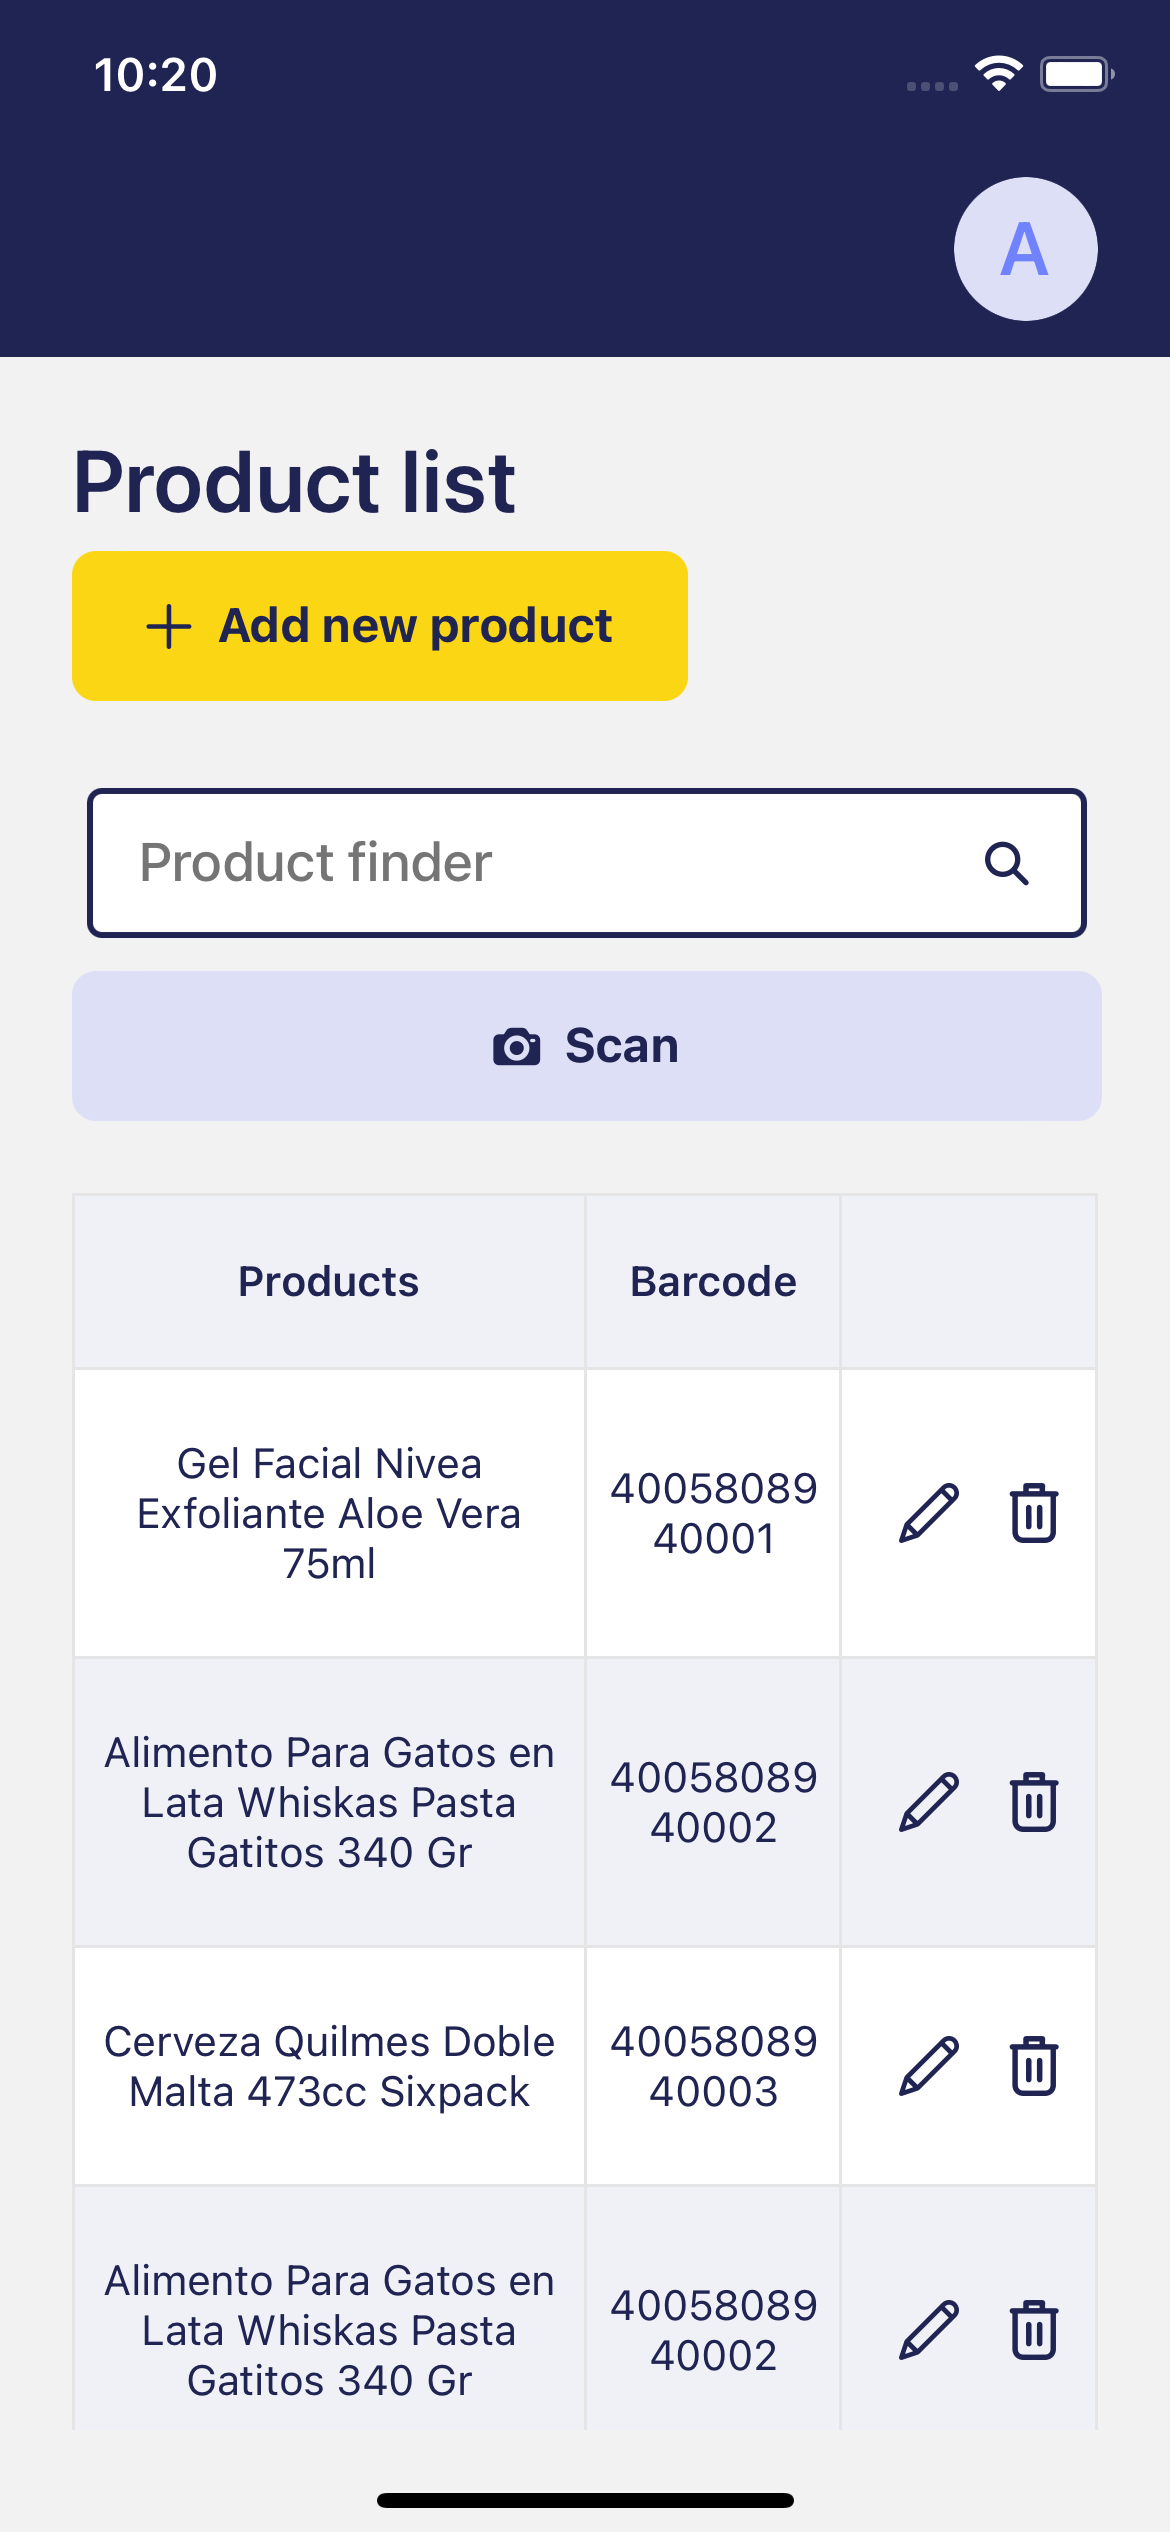 10:20
A
Product list
Add new product
Product finder
Scan
Products
Barcode
Gel Facial Nivea
Exfoliante Aloe Vera
75ml
40058089
40001
Alimento Para Gatos en
Lata Whiskas Pasta
Gatitos 340 Gr
40058089
40002
Cerveza Quilmes Doble
Malta 473cc Sixpack
40058089
40003
Alimento Para Gatos en
Lata Whiskas Pasta
Gatitos 340 Gr
40058089
40002